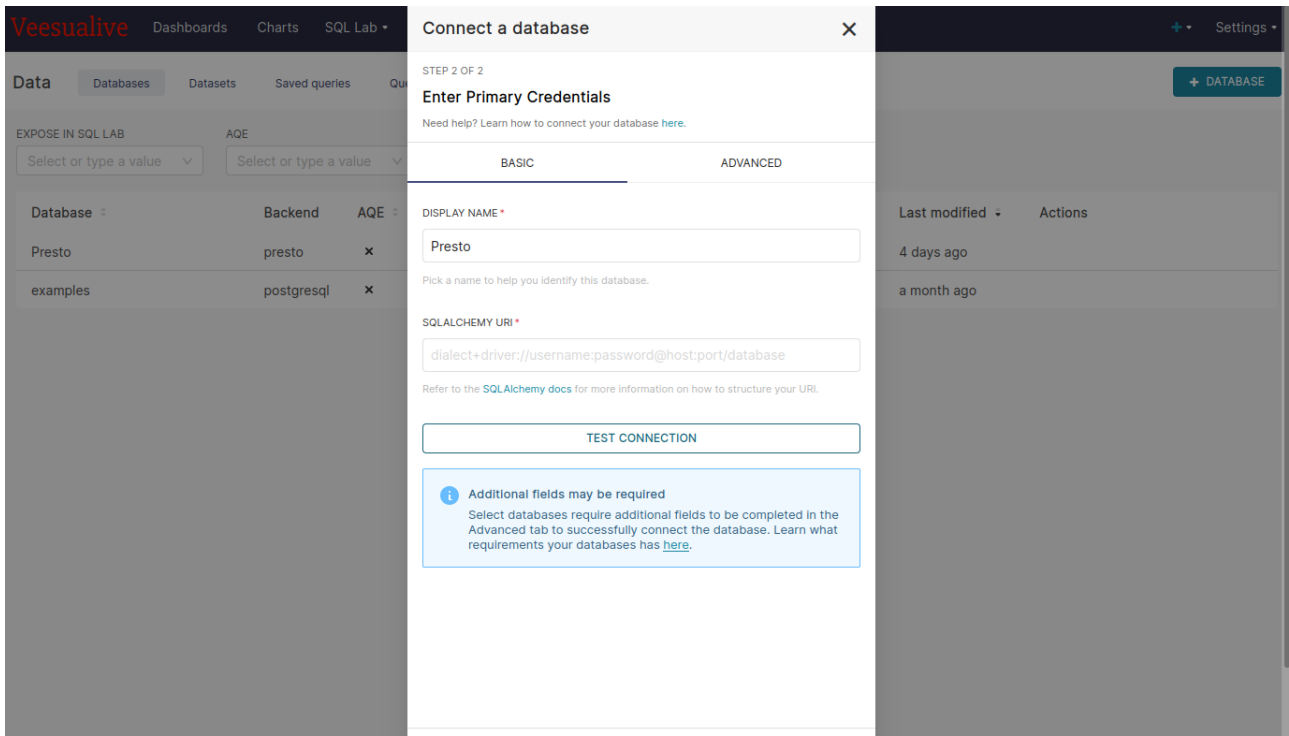 Veesualive Dashboards Charts SQL Lab + Settings
Data Databases Datasets Saved queries + DATABASE
EXPOSE IN SQL LAB AQE
Select or type a value Select or type a value
Database Backend AQE Last modified Actions
Presto presto × 4 days ago
examples postgresql × a month ago
Connect a database ×
STEP 2 OF 2
Enter Primary Credentials
Need help? Learn how to connect your database here.
BASIC ADVANCED
DISPLAY NAME *
Presto
Pick a name to help you identify this database.
SQLALCHEMY URI *
dialect+driver://username:password@host:port/database
Refer to the SQLAlchemy docs for more information on how to structure your URI.
TEST CONNECTION
Additional fields may be required
Select databases require additional fields to be completed in the
Advanced tab to successfully connect the database. Learn what
requirements your databases has here.